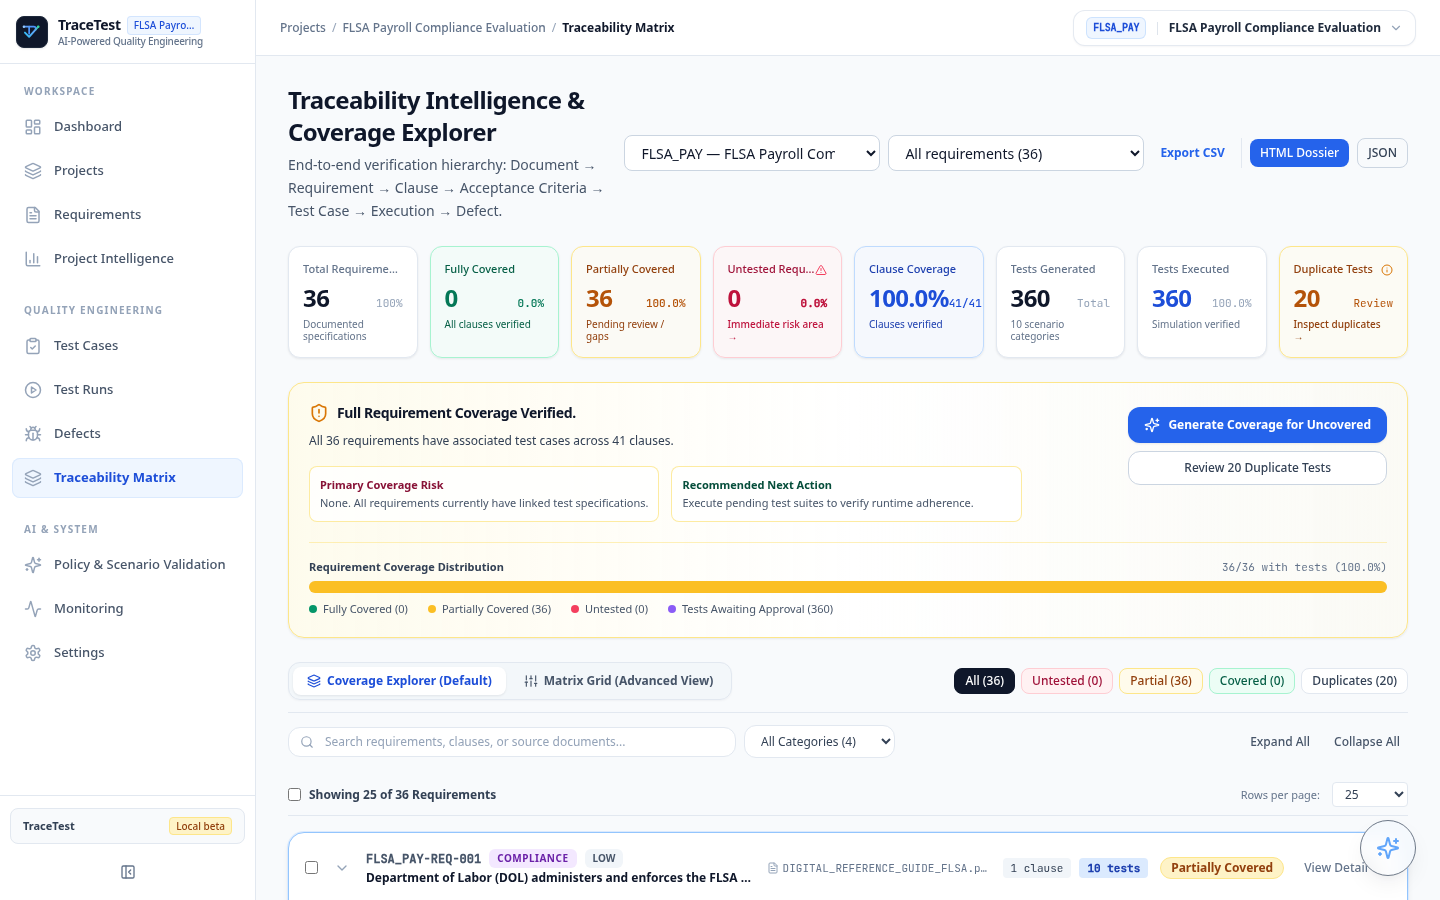 TraceTest
FLSA Payro...
AI-Powered Quality Engineering
WORKSPACE
Dashboard
Projects
Requirements
Project Intelligence
QUALITY ENGINEERING
Test Cases
Test Runs
Defects
Traceability Matrix
AI & SYSTEM
Policy & Scenario Validation
Monitoring
Settings
TraceTest
Local beta
Projects / FLSA Payroll Compliance Evaluation / Traceability Matrix
FLSA_PAY
FLSA Payroll Compliance Evaluation
Traceability Intelligence &
Coverage Explorer
End-to-end verification hierarchy: Document →
Requirement → Clause → Acceptance Criteria →
Test Case → Execution → Defect.
FLSA_PAY — FLSA Payroll Com
All requirements (36)
Export CSV
HTML Dossier
JSON
Total Requireme...
36
100%
Documented
specifications
Fully Covered
0
0.0%
All clauses verified
Partially Covered
36
100.0%
Pending review /
gaps
Untested Requ...
0
0.0%
Immediate risk area
→
Clause Coverage
100.0%
41/41
Clauses verified
Tests Generated
360
Total
10 scenario
categories
Tests Executed
360
100.0%
Simulation verified
Duplicate Tests
20
Review
Inspect duplicates
→
Full Requirement Coverage Verified.
All 36 requirements have associated test cases across 41 clauses.
Generate Coverage for Uncovered
Review 20 Duplicate Tests
Primary Coverage Risk
None. All requirements currently have linked test specifications.
Recommended Next Action
Execute pending test suites to verify runtime adherence.
Requirement Coverage Distribution
36/36 with tests (100.0%)
Fully Covered (0)
Partially Covered (36)
Untested (0)
Tests Awaiting Approval (360)
Coverage Explorer (Default)
Matrix Grid (Advanced View)
All (36)
Untested (0)
Partial (36)
Covered (0)
Duplicates (20)
Search requirements, clauses, or source documents...
All Categories (4)
Expand All
Collapse All
Showing 25 of 36 Requirements
Rows per page:
25
FLSA_PAY-REQ-001
COMPLIANCE
LOW
Department of Labor (DOL) administers and enforces the FLSA ...
DIGITAL_REFERENCE_GUIDE_FLSA.p...
1 clause
10 tests
Partially Covered
View Detail